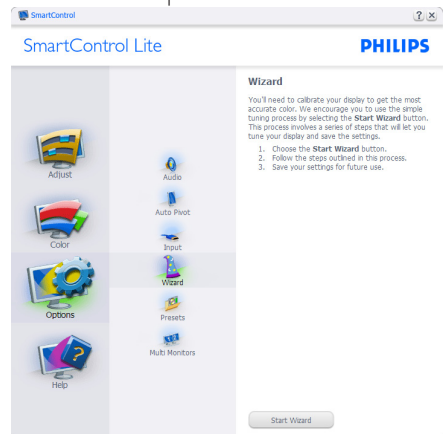 SmartControl
SmartControl Lite
PHILIPS
Adjust
Color
Options
Help
Audio
Auto Pivot
Input
Wizard
Presets
Multi Monitors
Wizard
You'll need to calibrate your display to get the most
accurate color. We encourage you to use the simple
tuning process by selecting the Start Wizard button.
This process involves a series of steps that will let you
tune your display and save the settings.
1. Choose the Start Wizard button.
2. Follow the steps outlined in this process.
3. Save your settings for future use.
Start Wizard